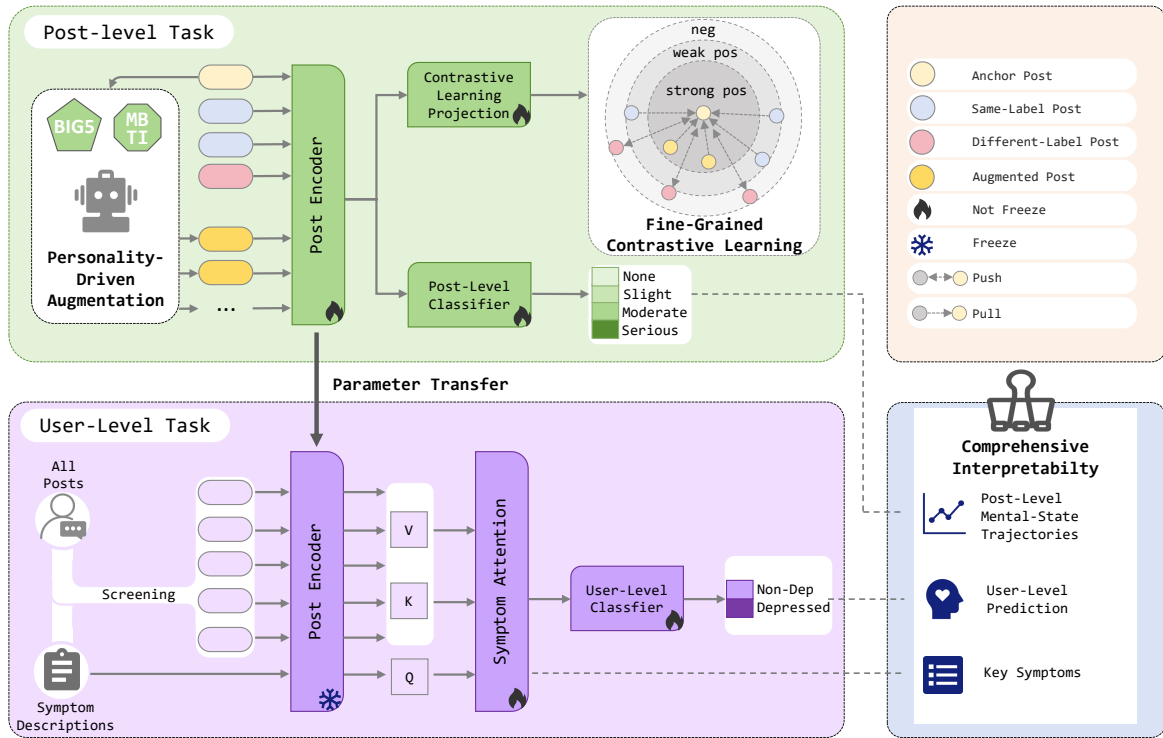 Post-level Task
BIG5
MB
TI
Personality-
Driven
Augmentation
...
Post Encoder
Contrastive
Learning
Projection
Post-Level
Classifier
neg
weak pos
strong pos
Fine-Grained
Contrastive Learning
None
Slight
Moderate
Serious
Anchor Post
Same-Label Post
Different-Label Post
Augmented Post
Not Freeze
Freeze
Push
Pull
Parameter Transfer
User-Level Task
All
Posts
Screening
Symptom
Descriptions
Post Encoder
V
K
Q
Symptom Attention
User-Level
Classfier
Non-Dep
Depressed
Comprehensive
Interpretabilty
Post-Level
Mental-State
Trajectories
User-Level
Prediction
Key Symptoms